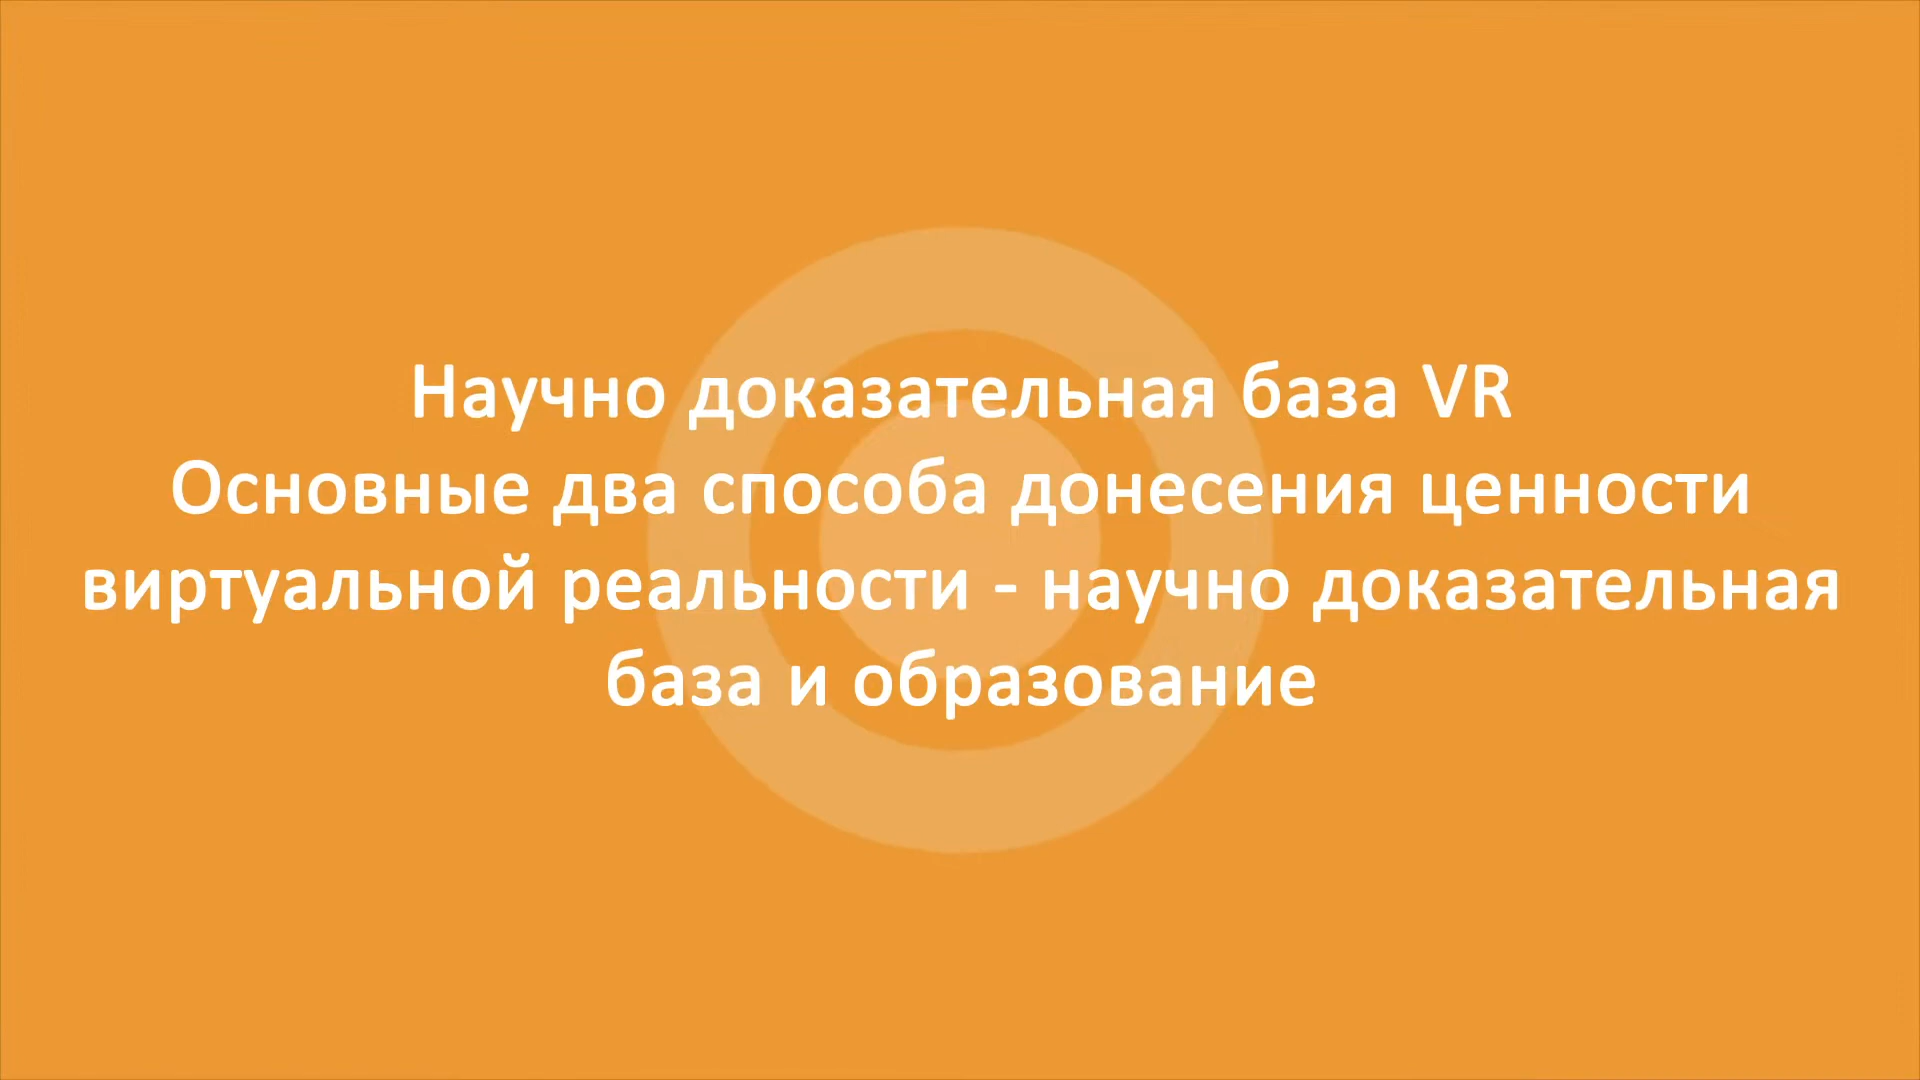 Научно доказательная база VR
Основные два способа донесения ценности
виртуальной реальности - научно доказательная
база и образование